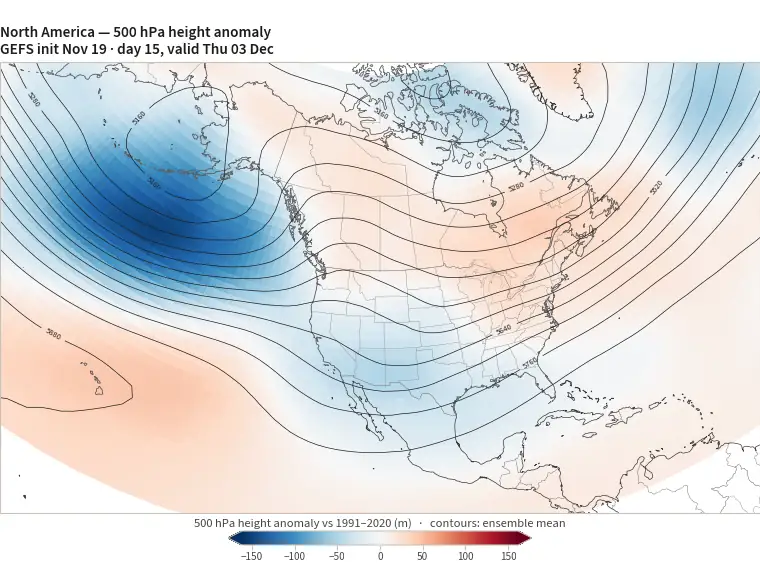 North America — 500 hPa height anomaly
GEFS init Nov 19 · day 15, valid Thu 03 Dec
5280
5160
5280
5520
5880
5640
5760
500 hPa height anomaly vs 1991–2020 (m) · contours: ensemble mean
−150 −100 −50 0 50 100 150